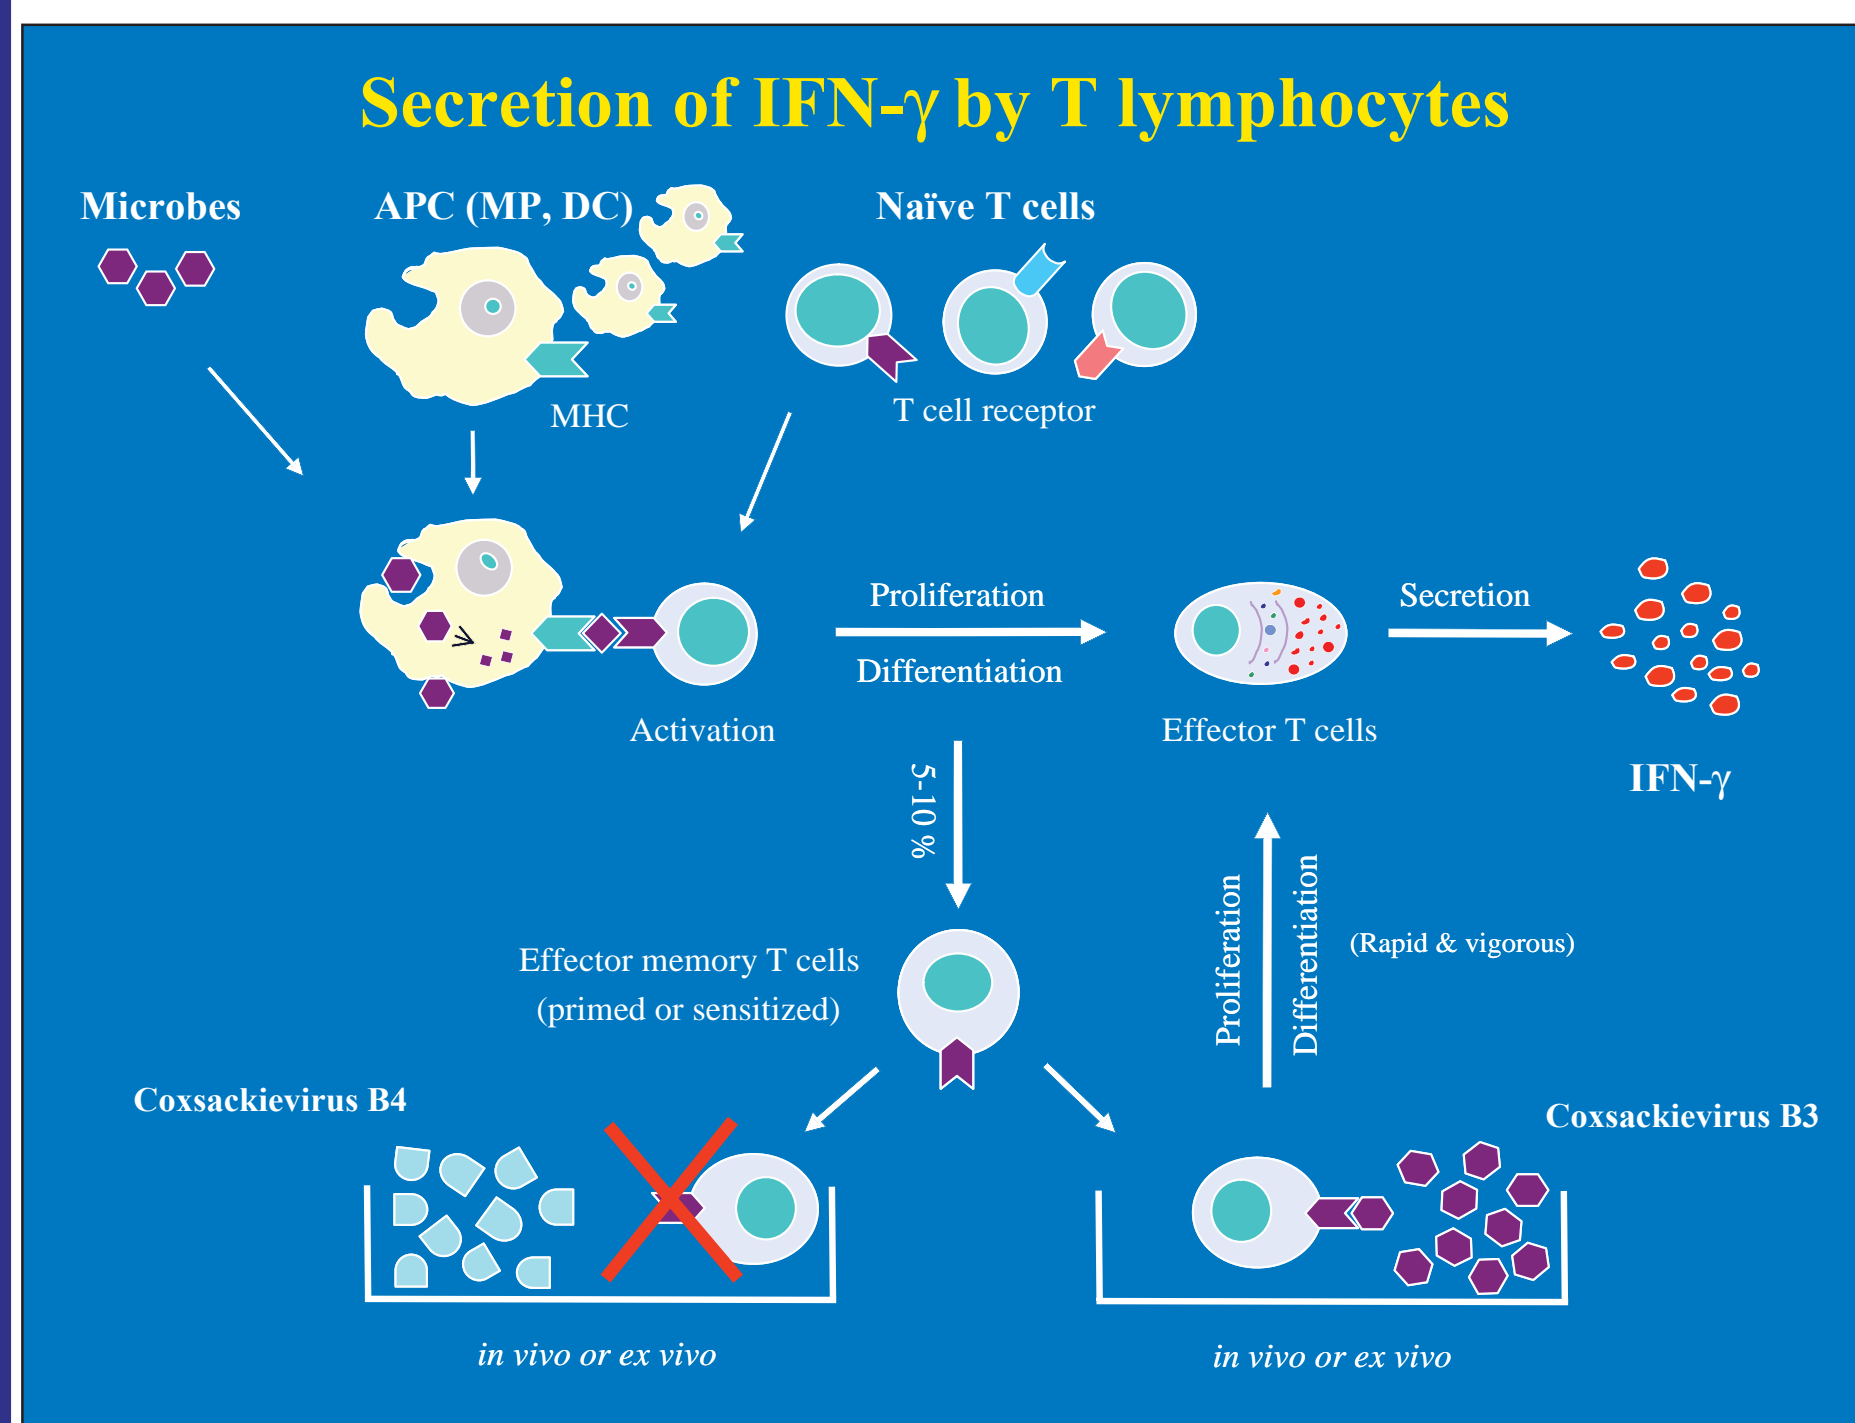 Secretion of IFN-γ by T lymphocytes
Microbes
APC (MP, DC)
Naïve T cells
MHC
T cell receptor
Proliferation
Differentiation
Secretion
Activation
Effector T cells
IFN-γ
5-10 %
Effector memory T cells
(primed or sensitized)
Proliferation
Differentiation
(Rapid & vigorous)
Coxsackievirus B4
Coxsackievirus B3
in vivo or ex vivo
in vivo or ex vivo